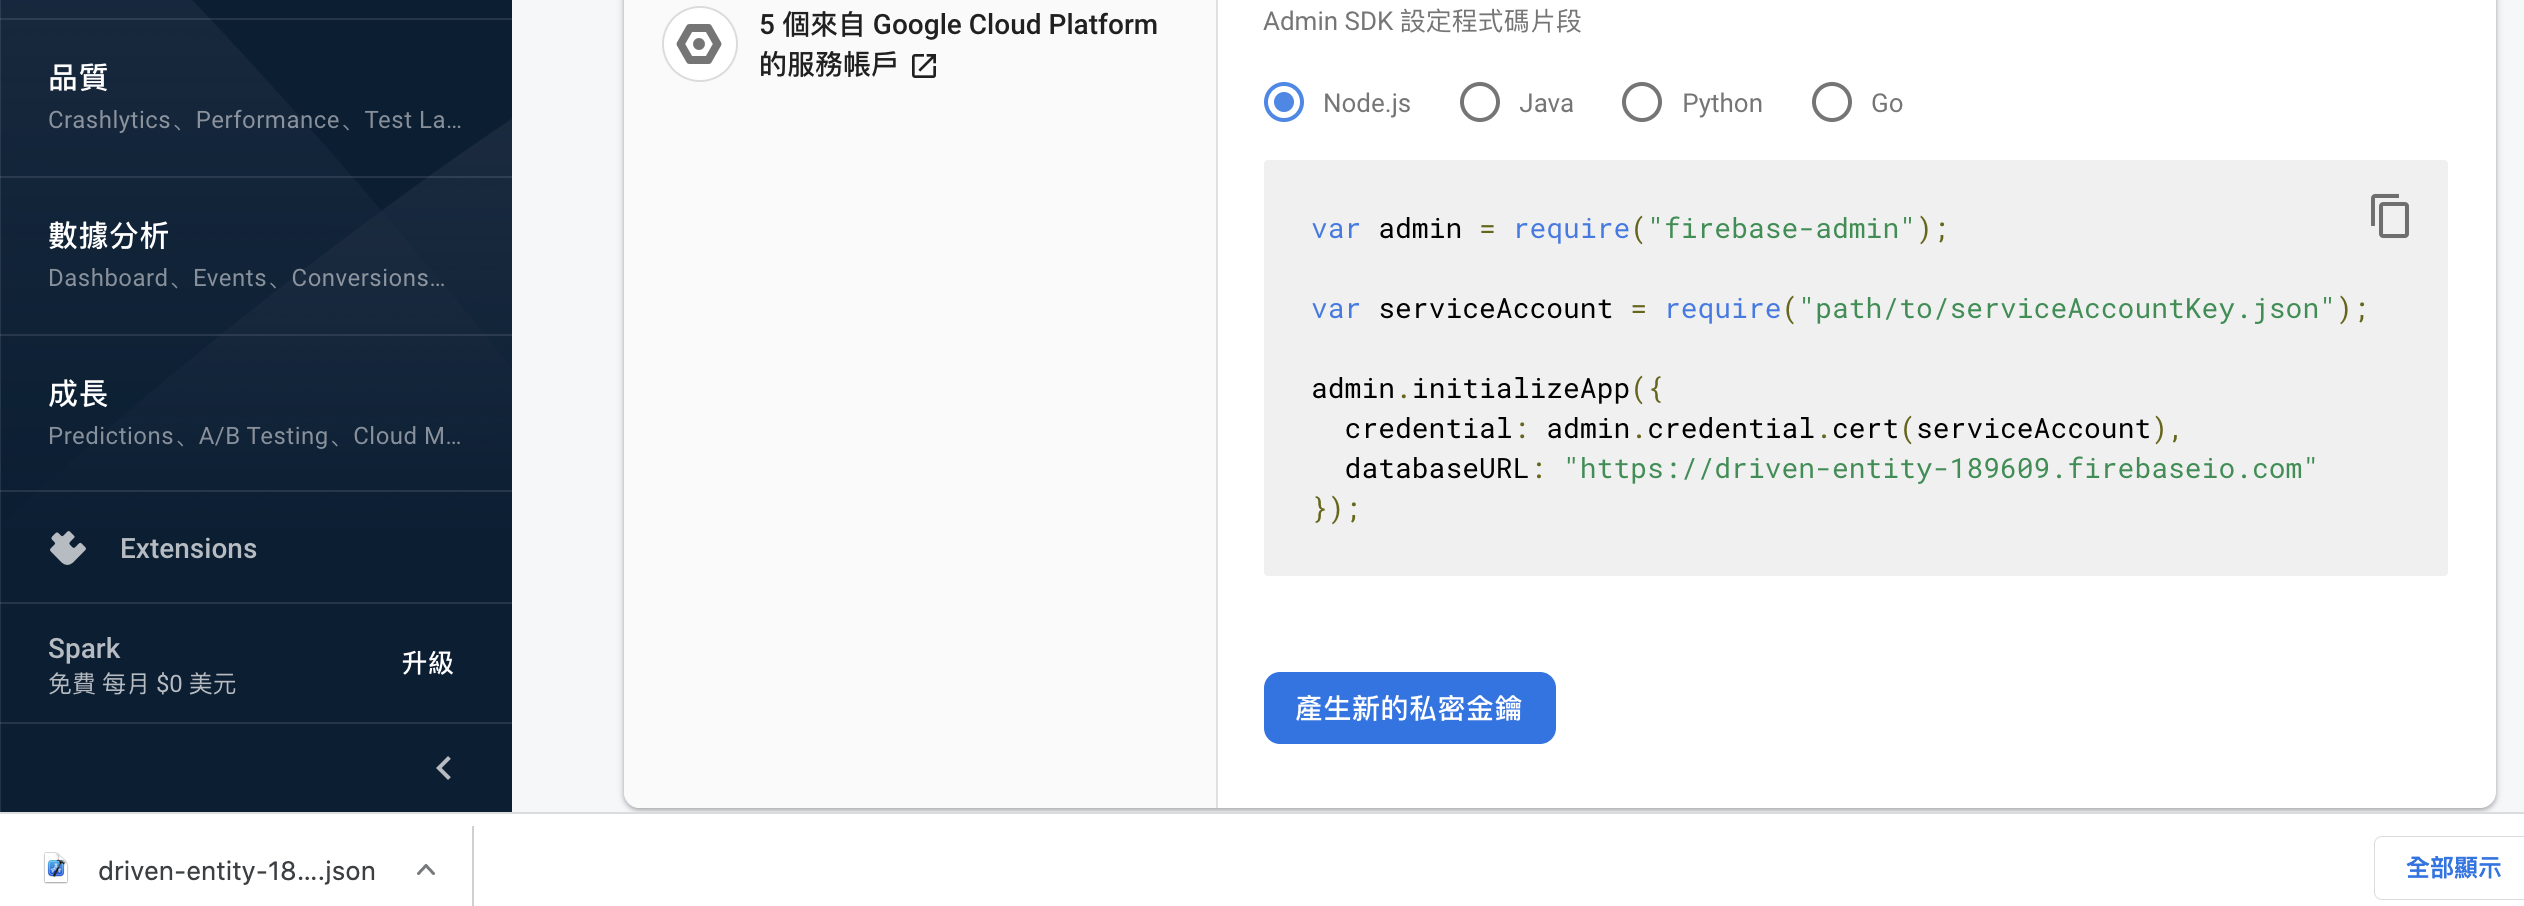 品質
Crashlytics、Performance、Test La...
數據分析
Dashboard、Events、Conversions...
成長
Predictions、A/B Testing、Cloud M...
Extensions
Spark
免費 每月 $0 美元
升級
5 個來自 Google Cloud Platform
的服務帳戶
Admin SDK 設定程式碼片段
Node.js
Java
Python
Go
var admin = require("firebase-admin");
var serviceAccount = require("path/to/serviceAccountKey.json");
admin.initializeApp({
  credential: admin.credential.cert(serviceAccount),
  databaseURL: "https://driven-entity-189609.firebaseio.com"
});
產生新的私密金鑰
driven-entity-18....json
全部顯示